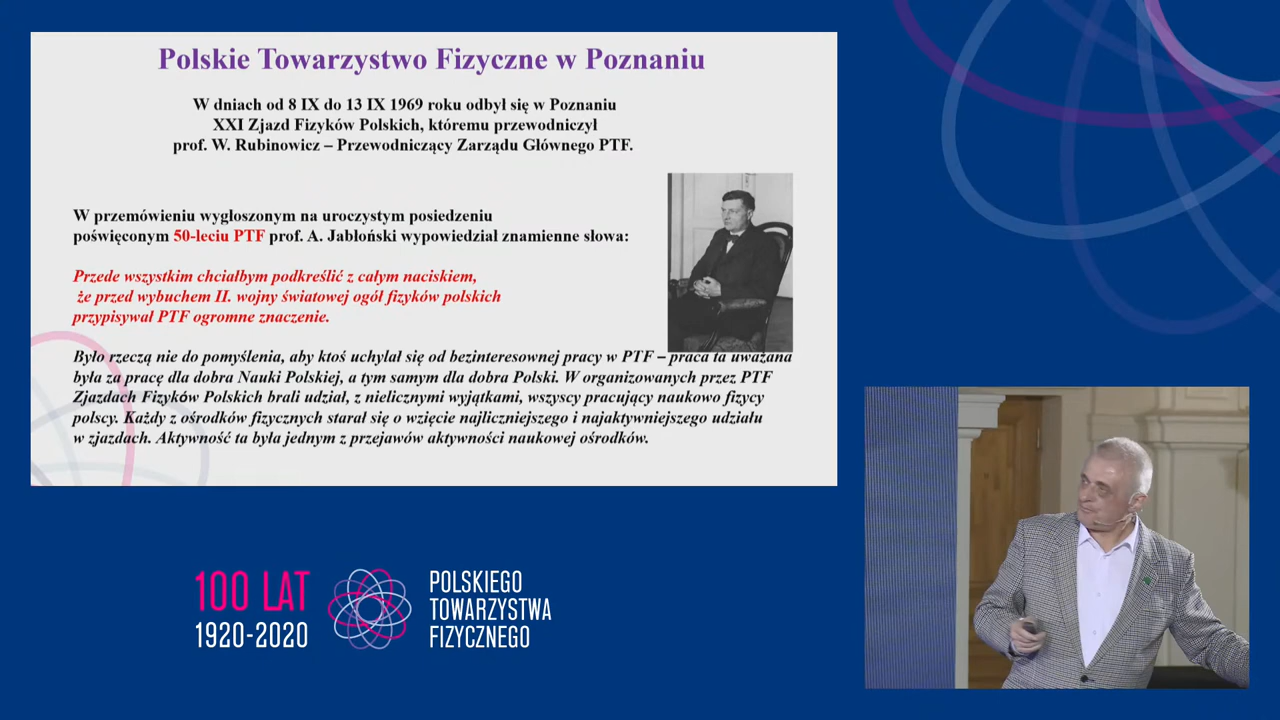 Polskie Towarzystwo Fizyczne w Poznaniu
W dniach od 8 IX do 13 IX 1969 roku odbył się w Poznaniu
XXI Zjazd Fizyków Polskich, któremu przewodniczył
prof. W. Rubinowicz – Przewodniczący Zarządu Głównego PTF.
W przemówieniu wygłoszonym na uroczystym posiedzeniu
poświęconym 50-leciu PTF prof. A. Jabłoński wypowiedział znamienne słowa:
Przede wszystkim chciałbym podkreślić z całym naciskiem,
że przed wybuchem II. wojny światowej ogół fizyków polskich
przypisywał PTF ogromne znaczenie.
Było rzeczą nie do pomyślenia, aby ktoś uchylał się od bezinteresownej pracy w PTF – praca ta uważana
była za pracę dla dobra Nauki Polskiej, a tym samym dla dobra Polski. W organizowanych przez PTF
Zjazdach Fizyków Polskich brali udział, z nielicznymi wyjątkami, wszyscy pracujący naukowo fizycy
polscy. Każdy z ośrodków fizycznych starał się o wzięcie najliczniejszego i najaktywniejszego udziału
w zjazdach. Aktywność ta była jednym z przejawów aktywności naukowej ośrodków.
100 LAT
1920-2020
POLSKIEGO
TOWARZYSTWA
FIZYCZNEGO